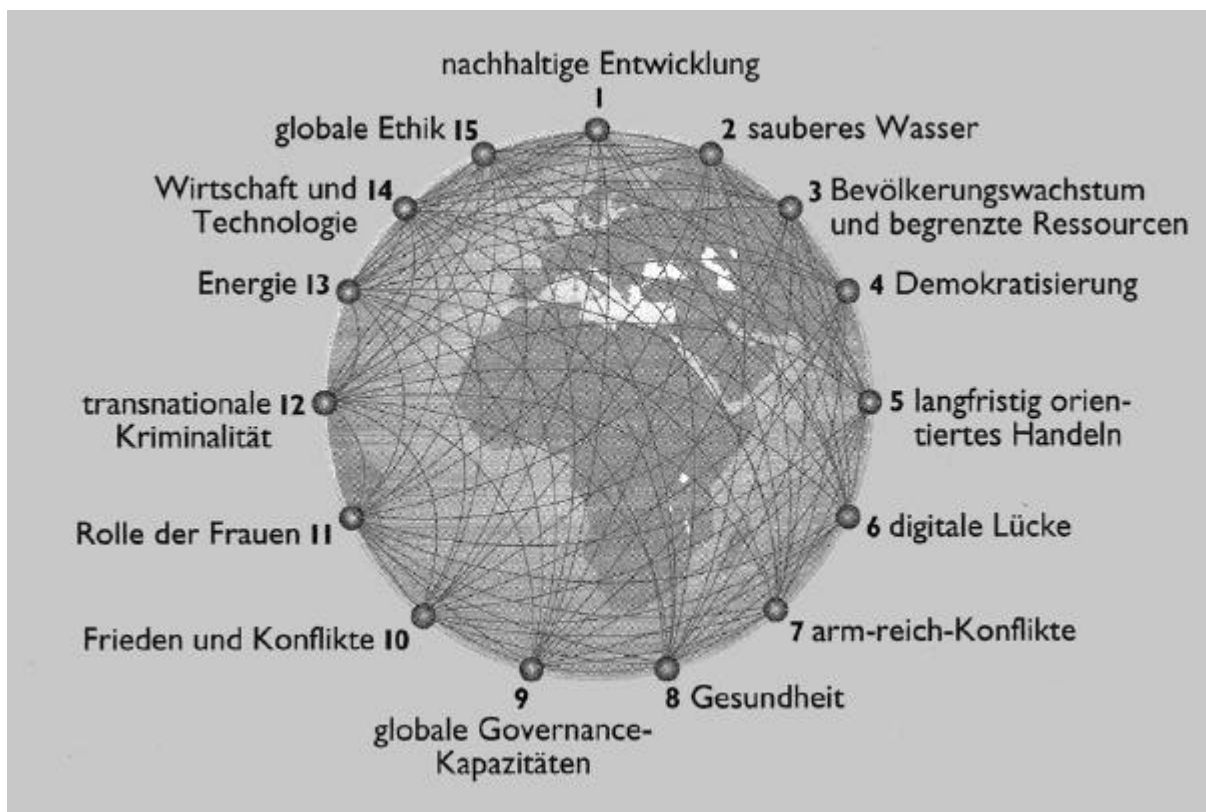 nachhaltige Entwicklung
1
2 sauberes Wasser
3 Bevölkerungswachstum
und begrenzte Ressourcen
4 Demokratisierung
5 langfristig orien-
tiertes Handeln
6 digitale Lücke
7 arm-reich-Konflikte
8 Gesundheit
9
globale Governance-
Kapazitäten
Frieden und Konflikte 10
Rolle der Frauen 11
transnationale 12
Kriminalität
Energie 13
Wirtschaft und 14
Technologie
globale Ethik 15